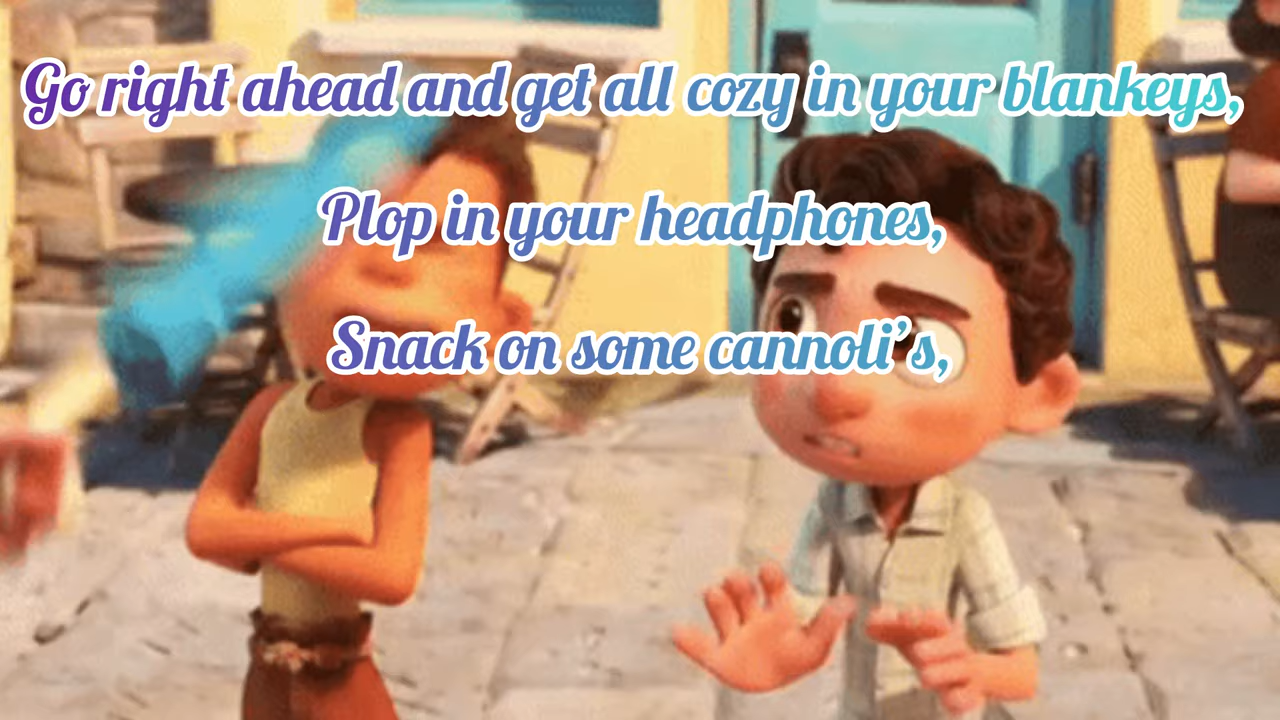 Go right ahead and get all cozy in your blankeys,
Plop in your headphones,
Snack on some cannoli's,